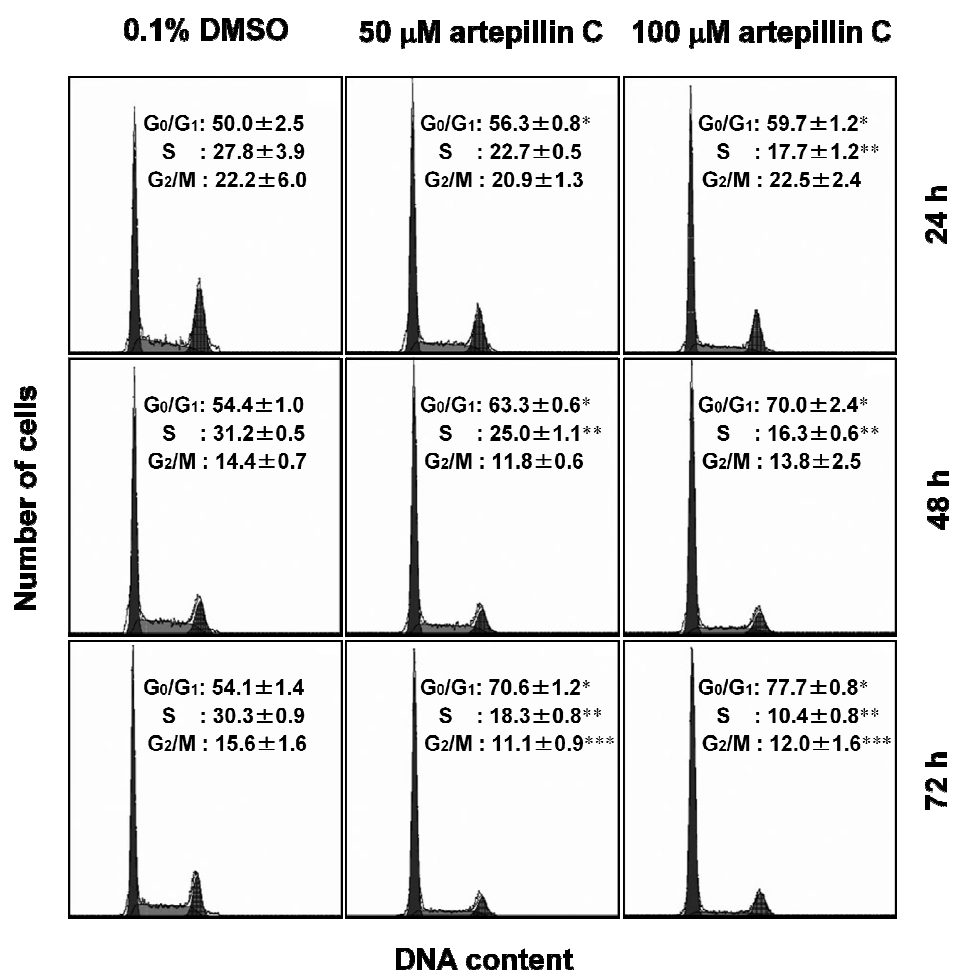 0.1% DMSO
50 μM artepillin C
100 μM artepillin C
G0/G1: 50.0±2.5
S : 27.8±3.9
G2/M : 22.2±6.0
G0/G1: 56.3±0.8*
S : 22.7±0.5
G2/M : 20.9±1.3
G0/G1: 59.7±1.2*
S : 17.7±1.2**
G2/M : 22.5±2.4
24 h
G0/G1: 54.4±1.0
S : 31.2±0.5
G2/M : 14.4±0.7
G0/G1: 63.3±0.6*
S : 25.0±1.1**
G2/M : 11.8±0.6
G0/G1: 70.0±2.4*
S : 16.3±0.6**
G2/M : 13.8±2.5
48 h
G0/G1: 54.1±1.4
S : 30.3±0.9
G2/M : 15.6±1.6
G0/G1: 70.6±1.2*
S : 18.3±0.8**
G2/M : 11.1±0.9***
G0/G1: 77.7±0.8*
S : 10.4±0.8**
G2/M : 12.0±1.6***
72 h
Number of cells
DNA content